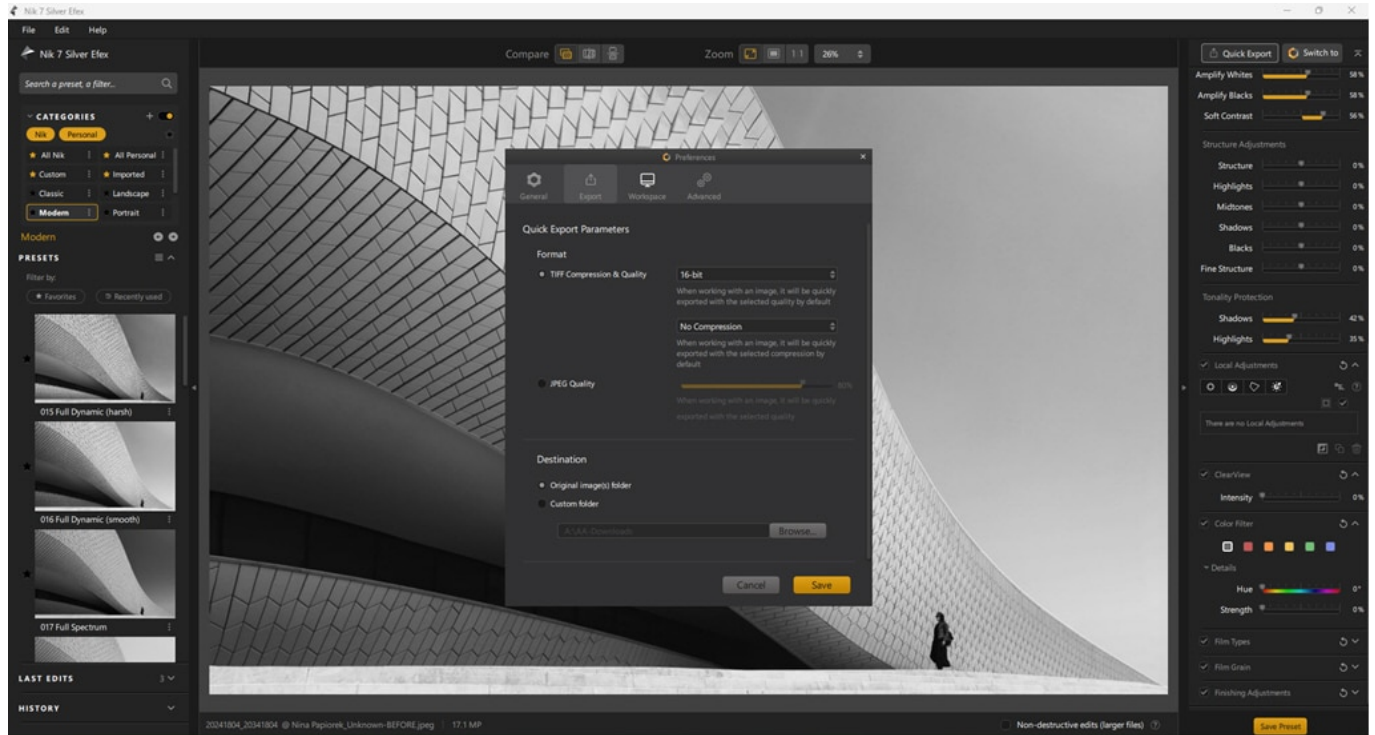 Nik 7 Silver Efex
File Edit Help
Nik 7 Silver Efex
Compare Zoom 1:1 26%
Quick Export Switch to
Search a preset, a filter...
CATEGORIES
Nik Personal
All Nik All Personal
Custom Imported
Classic Landscape
Modern Portrait
Modern
PRESETS
Filter by:
Favorites Recently used
015 Full Dynamic (harsh)
016 Full Dynamic (smooth)
017 Full Spectrum
LAST EDITS 3
HISTORY
Preferences
General Export Workspace Advanced
Quick Export Parameters
Format
TIFF Compression & Quality 16-bit
When working with an image, it will be quickly
exported with the selected quality by default
No Compression
When working with an image, it will be quickly
exported with the selected compression by
default
JPEG Quality 80%
When working with an image, it will be quickly
exported with the selected quality
Destination
Original image(s) folder
Custom folder
A:\AA-Downloads Browse...
Cancel Save
Amplify Whites 58%
Amplify Blacks 58%
Soft Contrast 56%
Structure Adjustments
Structure 0%
Highlights 0%
Midtones 0%
Shadows 0%
Blacks 0%
Fine Structure 0%
Tonality Protection
Shadows 42%
Highlights 35%
Local Adjustments
There are no Local Adjustments
ClearView
Intensity 0%
Color Filter
Details
Hue 0°
Strength 0%
Film Types
Film Grain
Finishing Adjustments
20241804_20341804 @ Nina Papiorek_Unknown-BEFORE.jpeg 17.1 MP
Non-destructive edits (larger files)
Save Preset